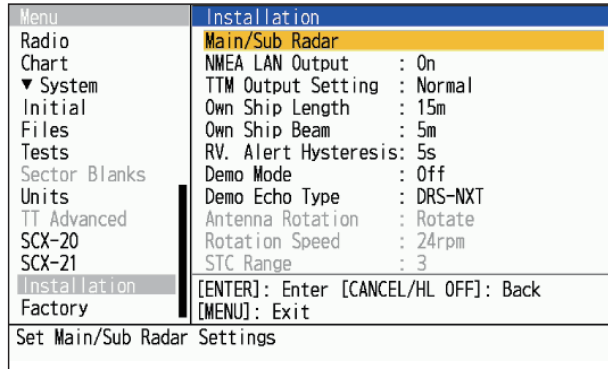 Menu
Radio
Chart
▼ System
Initial
Files
Tests
Sector Blanks
Units
TT Advanced
SCX-20
SCX-21
Installation
Factory
Installation
Main/Sub Radar
NMEA LAN Output : On
TTM Output Setting : Normal
Own Ship Length : 15m
Own Ship Beam : 5m
RV. Alert Hysteresis: 5s
Demo Mode : Off
Demo Echo Type : DRS-NXT
Antenna Rotation : Rotate
Rotation Speed : 24rpm
STC Range : 3
[ENTER]: Enter [CANCEL/HL OFF]: Back
[MENU]: Exit
Set Main/Sub Radar Settings